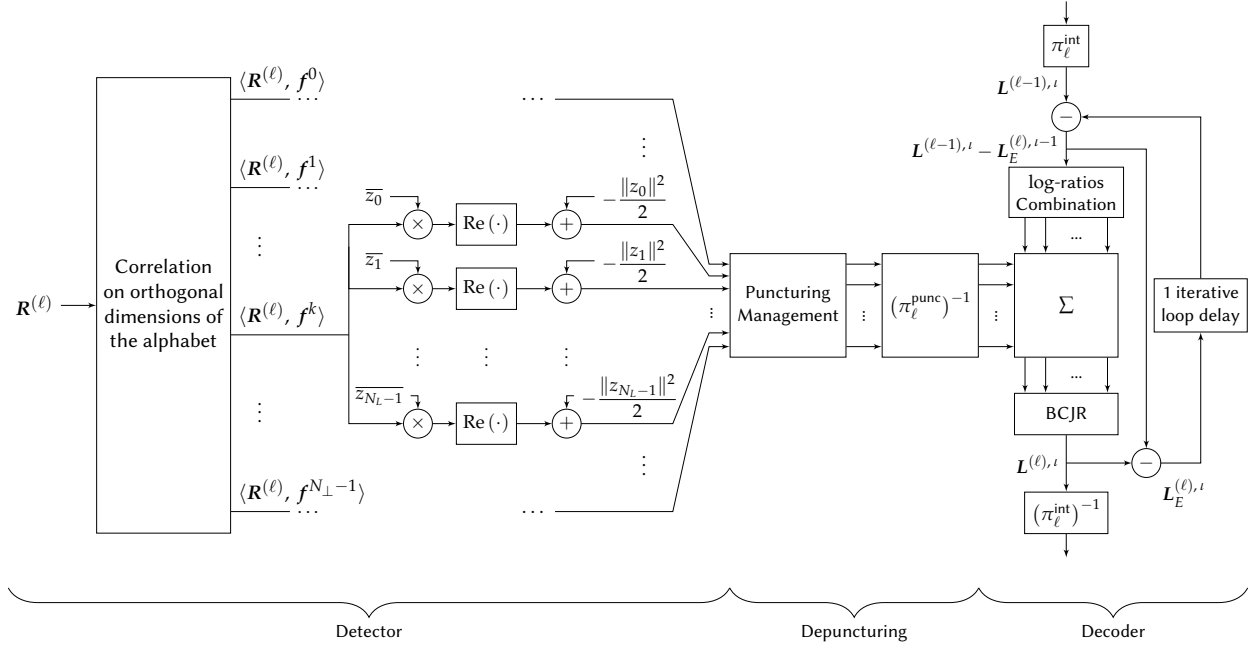 π_ℓ^int
⟨R^(ℓ), f^0⟩
L^(ℓ−1),ι
···
···
−
⟨R^(ℓ), f^1⟩
⋮
L^(ℓ−1),ι − L_E^(ℓ),ι−1
···
log-ratios
Combination
z̅_0
−‖z_0‖²/2
×
Re (·)
+
...
⋮
z̅_1
−‖z_1‖²/2
×
Re (·)
+
Correlation
on orthogonal
dimensions of
the alphabet
R^(ℓ)
⟨R^(ℓ), f^k⟩
⋮
Puncturing
Management
⋮
(π_ℓ^punc)^−1
⋮
Σ
1 iterative
loop delay
⋮ ⋮ ⋮
...
z̅_{N_L−1}
−‖z_{N_L−1}‖²/2
⋮
×
Re (·)
+
BCJR
⋮
L^(ℓ),ι
−
L_E^(ℓ),ι
⟨R^(ℓ), f^{N_⊥−1}⟩
···
···
(π_ℓ^int)^−1
Detector
Depuncturing
Decoder